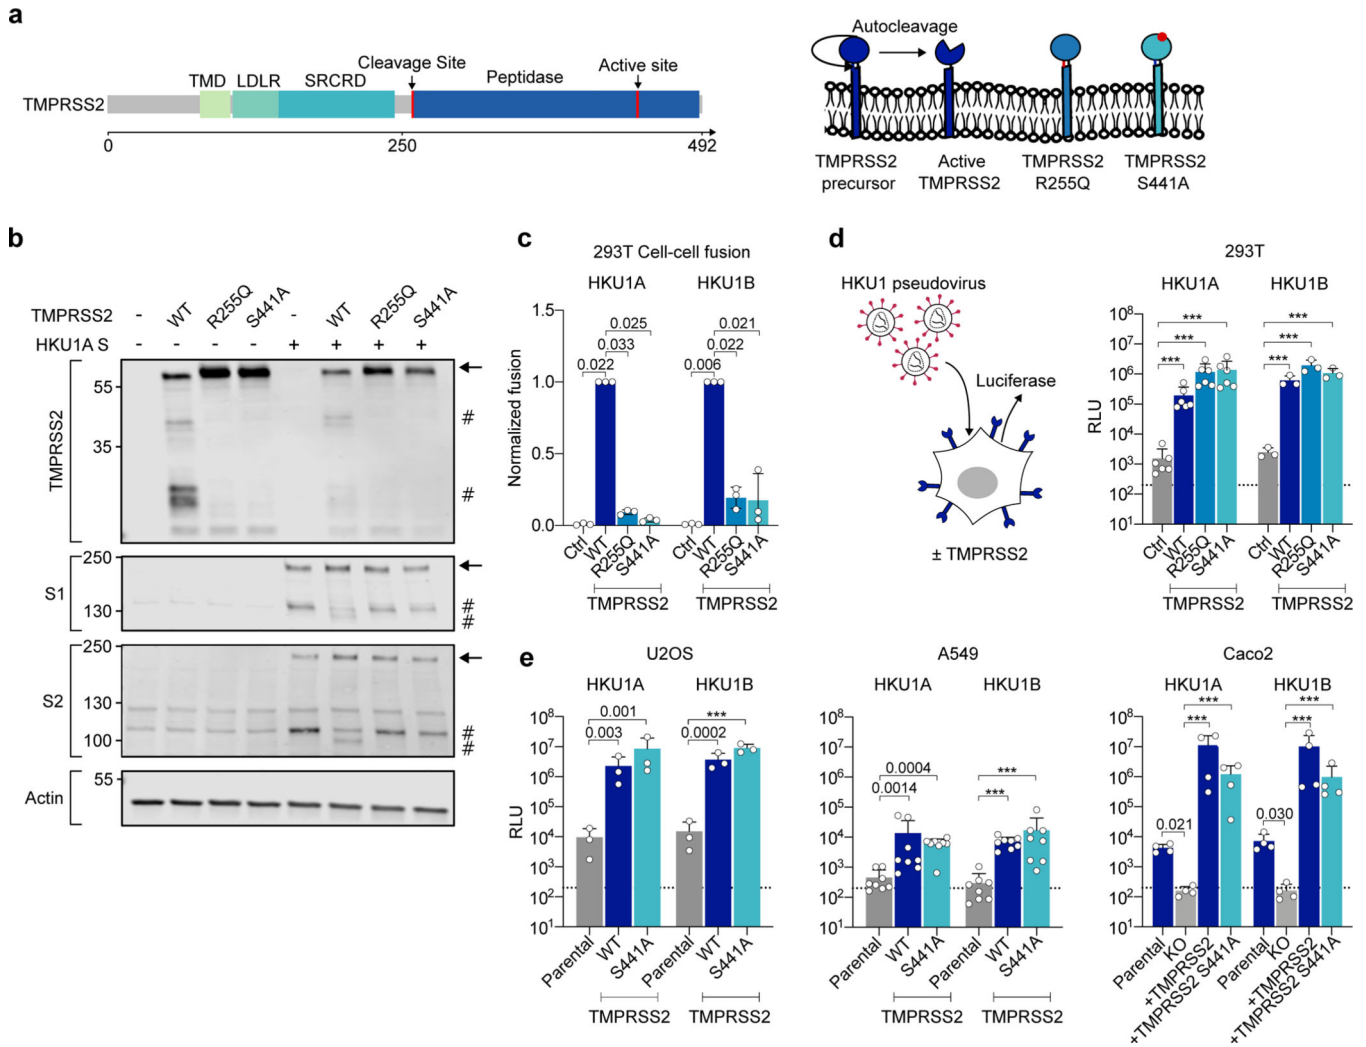 a
TMPRSS2
TMD
LDLR
SRCRD
Cleavage Site
Peptidase
Active site
0
250
492
Autocleavage
TMPRSS2 precursor
Active TMPRSS2
TMPRSS2 R255Q
TMPRSS2 S441A
b
TMPRSS2 - WT R255Q S441A - WT R255Q S441A
HKU1A S - - - - + + + +
TMPRSS2
55
35
#
#
S1
250
130
#
#
S2
250
130
100
#
#
Actin
55
c
293T Cell-cell fusion
HKU1A
HKU1B
Normalized fusion
1.5
1.0
0.5
0.0
0.025
0.033
0.022
0.021
0.022
0.006
Ctrl WT R255Q S441A
Ctrl WT R255Q S441A
TMPRSS2
TMPRSS2
d
HKU1 pseudovirus
Luciferase
± TMPRSS2
293T
HKU1A
HKU1B
RLU
10⁸
10⁷
10⁶
10⁵
10⁴
10³
10²
10¹
***
***
***
***
***
***
Ctrl WT R255Q S441A
Ctrl WT R255Q S441A
TMPRSS2
TMPRSS2
e
U2OS
HKU1A
HKU1B
RLU
10⁸
10⁷
10⁶
10⁵
10⁴
10³
10²
10¹
0.001
0.003
***
0.0002
Parental WT S441A
Parental WT S441A
TMPRSS2
TMPRSS2
A549
HKU1A
HKU1B
10⁸
10⁷
10⁶
10⁵
10⁴
10³
10²
10¹
0.0004
0.0014
***
***
Parental WT S441A
Parental WT S441A
TMPRSS2
TMPRSS2
Caco2
HKU1A
HKU1B
10⁸
10⁷
10⁶
10⁵
10⁴
10³
10²
10¹
***
***
0.021
***
***
0.030
Parental KO +TMPRSS2 +TMPRSS2 S441A
Parental KO +TMPRSS2 +TMPRSS2 S441A